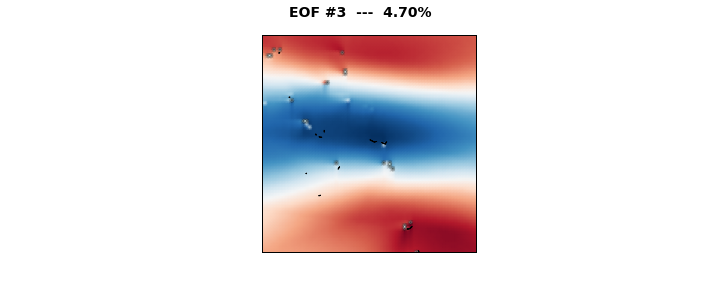 EOF #3 --- 4.70%